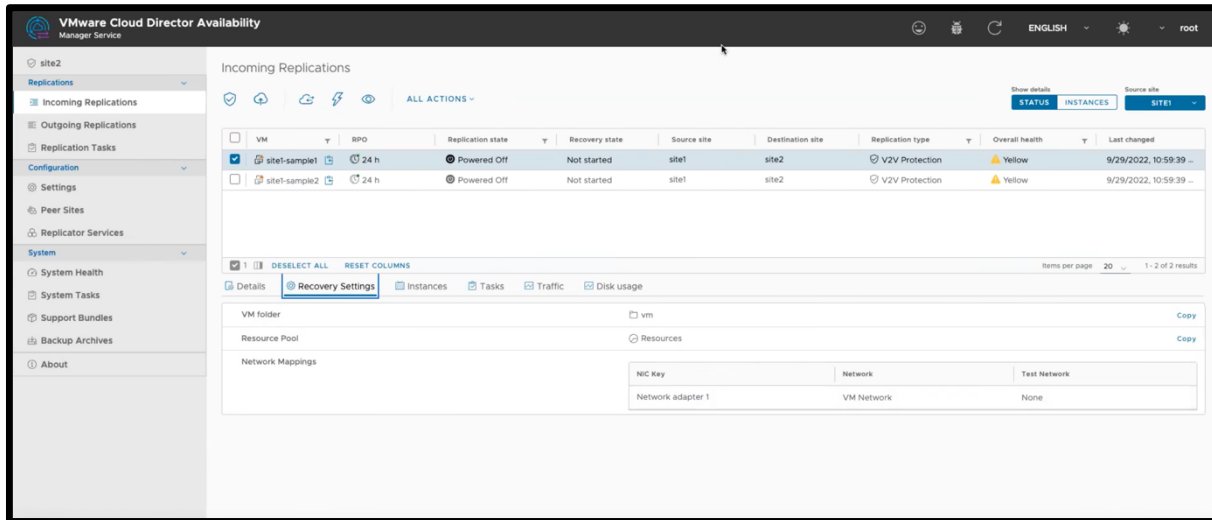 VMware Cloud Director Availability
Manager Service
ENGLISH
root
site2
Replications
Incoming Replications
Outgoing Replications
Replication Tasks
Configuration
Settings
Peer Sites
Replicator Services
System
System Health
System Tasks
Support Bundles
Backup Archives
About
Incoming Replications
ALL ACTIONS
Show details
STATUS INSTANCES
Source site
SITE1
VM RPO Replication state Recovery state Source site Destination site Replication type Overall health Last changed
site1-sample1 24 h Powered Off Not started site1 site2 V2V Protection Yellow 9/29/2022, 10:59:39 ...
site1-sample2 24 h Powered Off Not started site1 site2 V2V Protection Yellow 9/29/2022, 10:59:39 ...
1 DESELECT ALL RESET COLUMNS Items per page 20 1 - 2 of 2 results
Details Recovery Settings Instances Tasks Traffic Disk usage
VM folder vm Copy
Resource Pool Resources Copy
Network Mappings
NIC Key Network Test Network
Network adapter 1 VM Network None